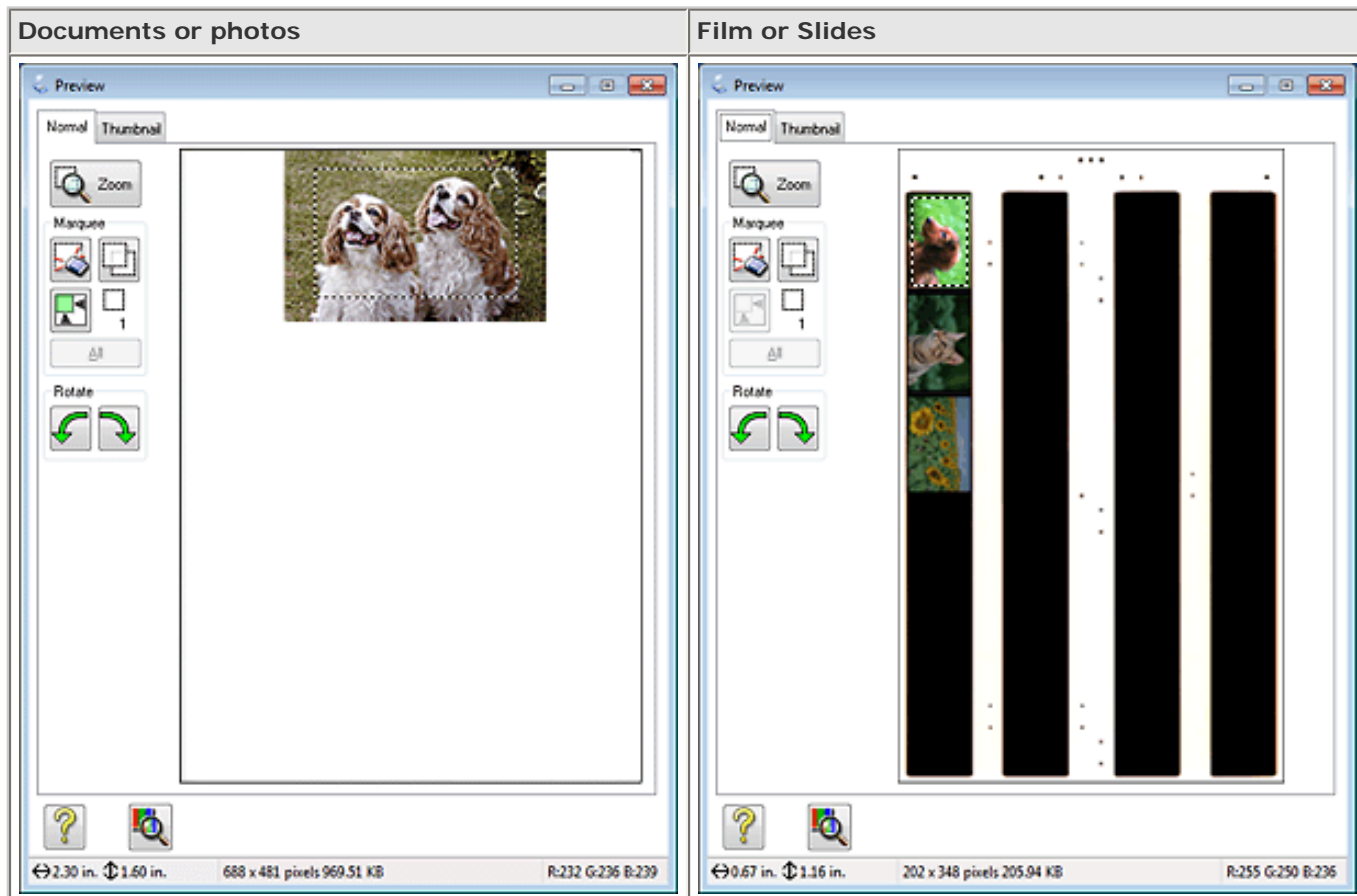 Documents or photos
Film or Slides
Preview
Normal Thumbnail
Zoom
Marquee
1
All
Rotate
?
2.30 in. 1.60 in. 688 x 481 pixels 969.51 KB R:232 G:236 B:239
Preview
Normal Thumbnail
Zoom
Marquee
1
All
Rotate
?
0.67 in. 1.16 in. 202 x 348 pixels 205.94 KB R:255 G:250 B:236